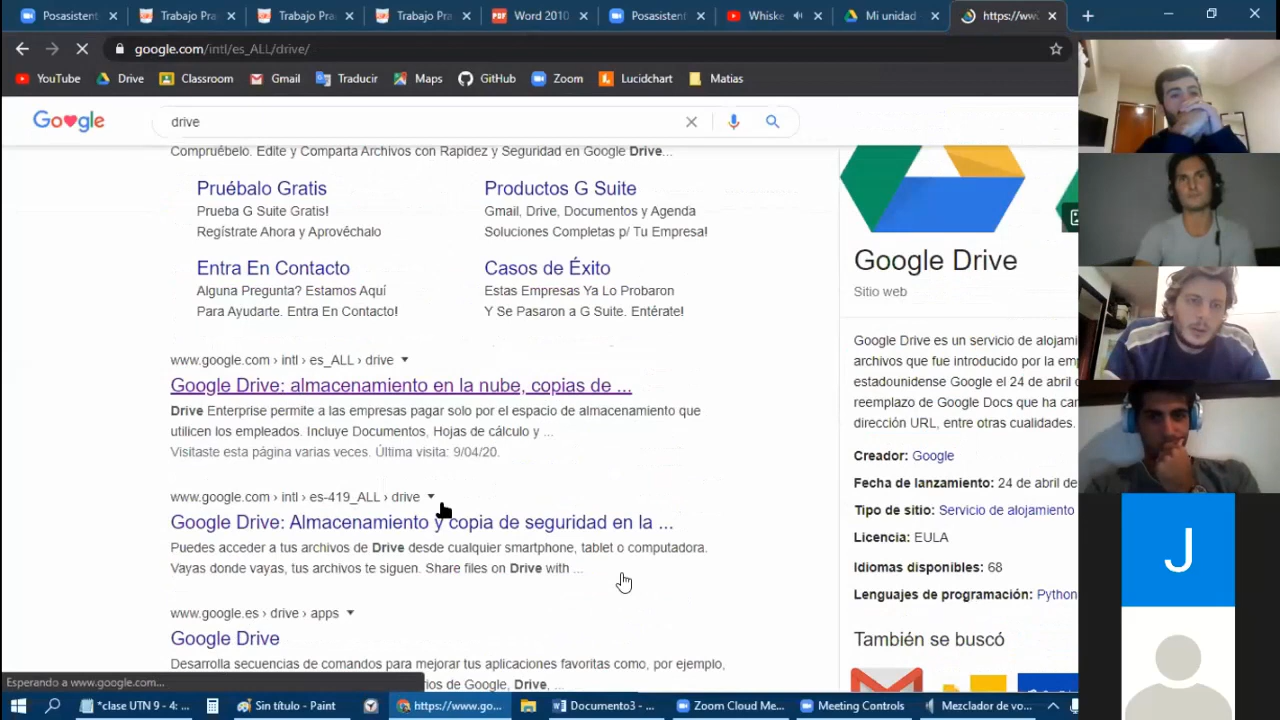 Posasistent
Trabajo Pra
Trabajo Pra
Trabajo Pra
PDF
Word 2010
Posasistent
Whiske
Mi unidad
https://ww
google.com/intl/es_ALL/drive/
YouTube
Drive
Classroom
Gmail
Traducir
Maps
GitHub
Zoom
Lucidchart
Matias
drive
Compruébelo. Edite y Comparta Archivos con Rapidez y Seguridad en Google Drive...
Pruébalo Gratis
Prueba G Suite Gratis!
Regístrate Ahora y Aprovéchalo
Productos G Suite
Gmail, Drive, Documentos y Agenda
Soluciones Completas p/ Tu Empresa!
Entra En Contacto
Alguna Pregunta? Estamos Aquí
Para Ayudarte. Entra En Contacto!
Casos de Éxito
Estas Empresas Ya Lo Probaron
Y Se Pasaron a G Suite. Entérate!
www.google.com › intl › es_ALL › drive
Google Drive: almacenamiento en la nube, copias de ...
Drive Enterprise permite a las empresas pagar solo por el espacio de almacenamiento que
utilicen los empleados. Incluye Documentos, Hojas de cálculo y ...
Visitaste esta página varias veces. Última visita: 9/04/20.
www.google.com › intl › es-419_ALL › drive
Google Drive: Almacenamiento y copia de seguridad en la ...
Puedes acceder a tus archivos de Drive desde cualquier smartphone, tablet o computadora.
Vayas donde vayas, tus archivos te siguen. Share files on Drive with ...
www.google.es › drive › apps
Google Drive
Desarrolla secuencias de comandos para mejorar tus aplicaciones favoritas como, por ejemplo,
rios de Google, Drive, ...
Esperando a www.google.com...
Google Drive
Sitio web
Google Drive es un servicio de alojami
archivos que fue introducido por la emp
estadounidense Google el 24 de abril
reemplazo de Google Docs que ha can
dirección URL, entre otras cualidades.
Creador: Google
Fecha de lanzamiento: 24 de abril
Tipo de sitio: Servicio de alojamiento
Licencia: EULA
Idiomas disponibles: 68
Lenguajes de programación: Python
También se buscó
J
*clase UTN 9 - 4: ...
Sin título - Paint
https://www.go...
Documento3 - ...
Zoom Cloud Me...
Meeting Controls
Mezclador de vo...